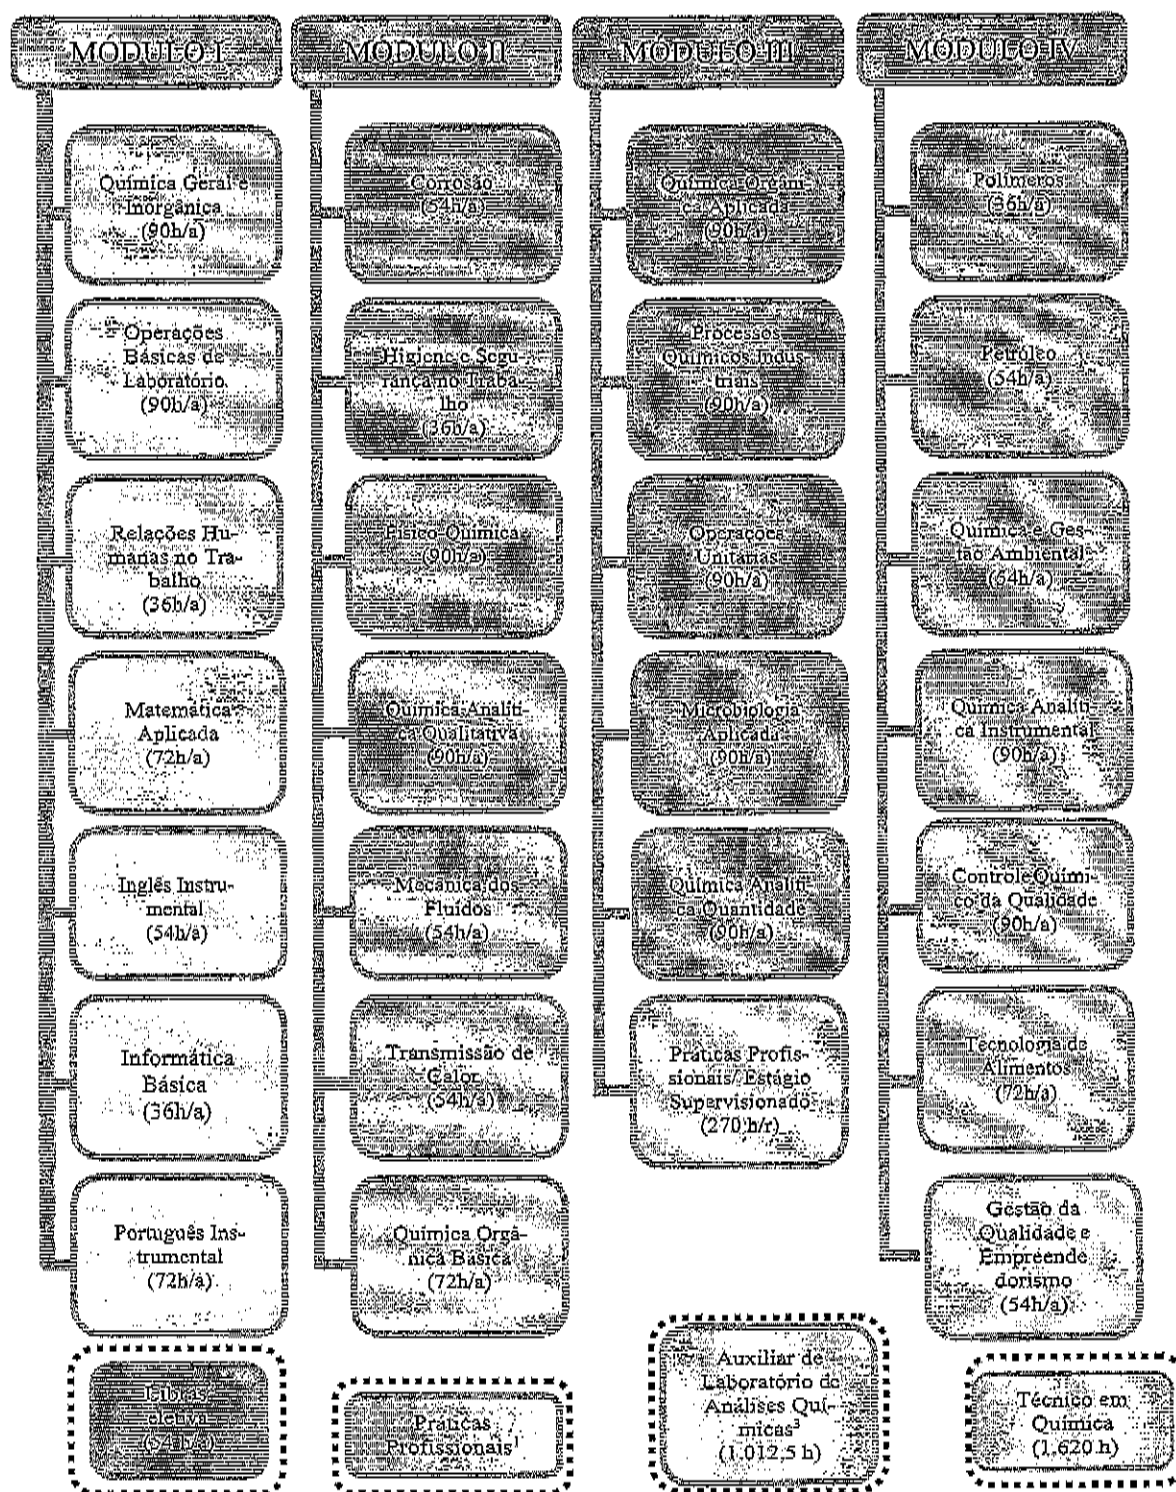 MÓDULO I
Química Geral e
Inorgânica
(90h/a)
Operações
Básicas de
Laboratório
(90h/a)
Relações Hu-
manas no Tra-
balho
(36h/a)
Matemática
Aplicada
(72h/a)
Inglês Instru-
mental
(54h/a)
Informática
Básica
(36h/a)
Português Ins-
trumental
(72h/a)
Libras
eletiva
(54h/a)
MÓDULO II
Corrosão
(54h/a)
Higiene e Segu-
rança no Traba-
lho
(36h/a)
Físico-Química
(90h/a)
Química Analíti-
ca Qualitativa
(90h/a)
Mecânica dos
Fluidos
(54h/a)
Transmissão de
Calor
(54h/a)
Química Orgâ-
nica Básica
(72h/a)
Práticas
Profissionais¹
MÓDULO III
Química Orgâni-
ca Aplicada
(90h/a)
Processos
Químicos Indus
triais
(90h/a)
Operações
Unitárias
(90h/a)
Microbiologia
Aplicada
(90h/a)
Química Analíti-
ca Quantidade
(90h/a)
Práticas Profis-
sionais/ Estágio
Supervisionado
(270 h/r)
Auxiliar de
Laboratório de
Análises Quí-
micas³
(1.012,5 h)
MÓDULO IV
Polímeros
(36h/a)
Petróleo
(54h/a)
Química e Ges-
tão Ambiental
(54h/a)
Química Analíti-
ca Instrumental
(90h/a)
Controle Quími-
co da Qualidade
(90h/a)
Tecnologia de
Alimentos
(72h/a)
Gestão da
Qualidade e
Empreende
dorismo
(54h/a)
Técnico em
Química
(1.620 h)